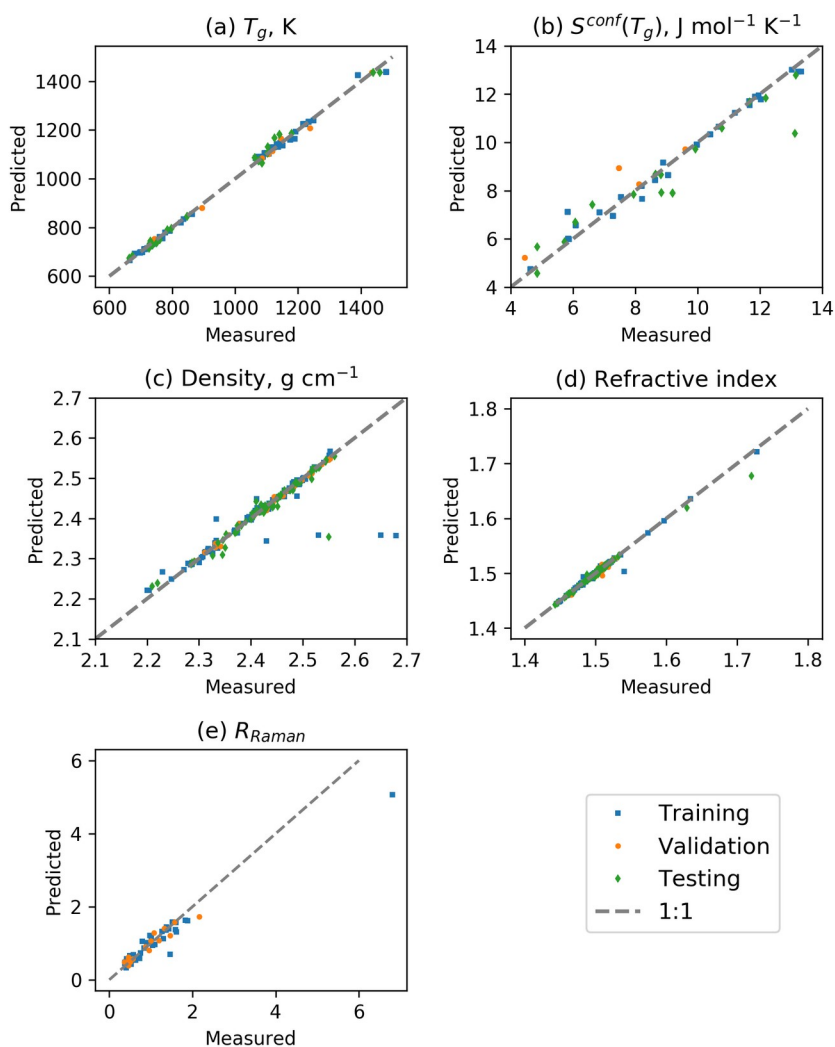 (a) T_g, K
Predicted
1400
1200
1000
800
600
600 800 1000 1200 1400
Measured
(b) S^{conf}(T_g), J mol⁻¹ K⁻¹
Predicted
14
12
10
8
6
4
4 6 8 10 12 14
Measured
(c) Density, g cm⁻¹
Predicted
2.7
2.6
2.5
2.4
2.3
2.2
2.1
2.1 2.2 2.3 2.4 2.5 2.6 2.7
Measured
(d) Refractive index
Predicted
1.8
1.7
1.6
1.5
1.4
1.4 1.5 1.6 1.7 1.8
Measured
(e) R_{Raman}
Predicted
6
4
2
0
0 2 4 6
Measured
Training
Validation
Testing
1:1